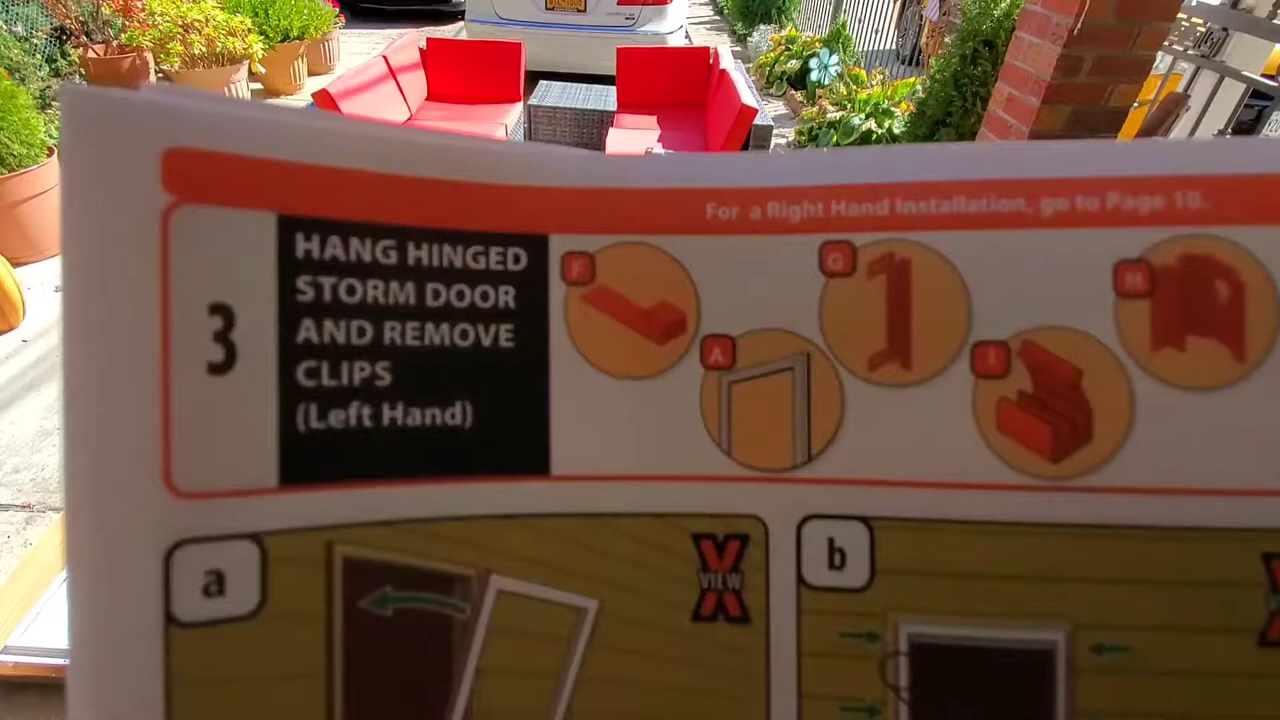 For a Right Hand Installation, go to Page 10.
3
HANG HINGED
STORM DOOR
AND REMOVE
CLIPS
(Left Hand)
F
A
G
I
H
a
VIEW
X
b